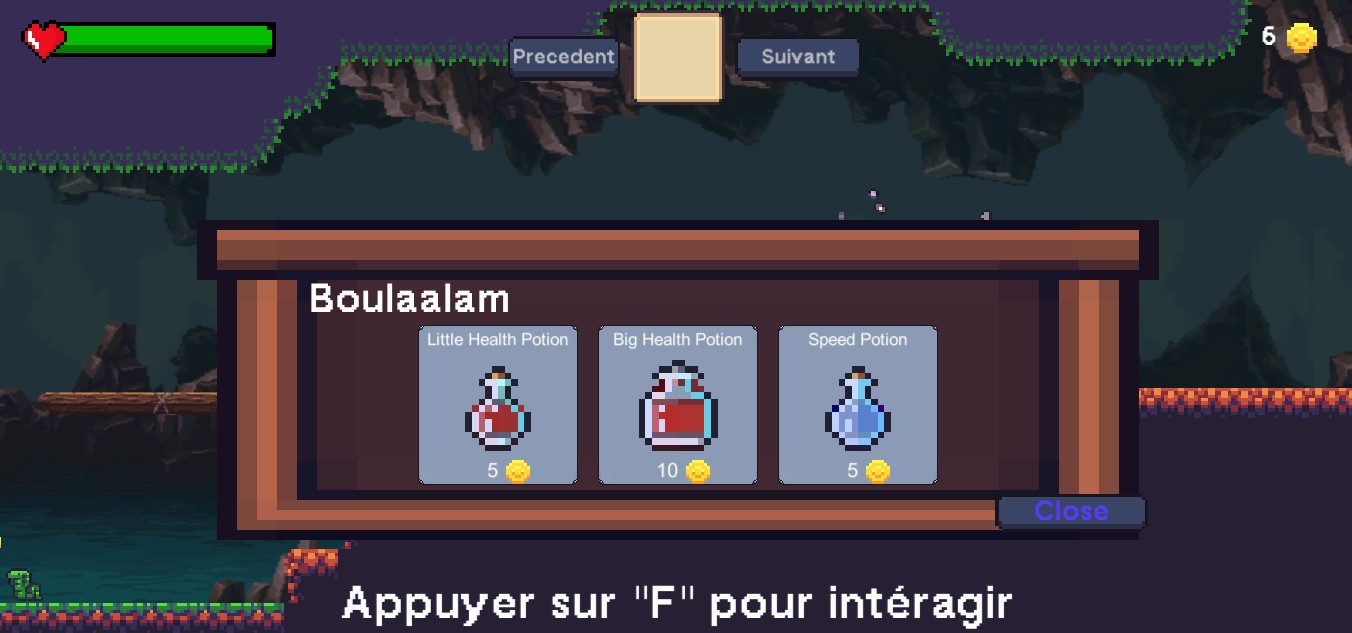 Precedent
Suivant
6
Boulaalam
Little Health Potion
Big Health Potion
Speed Potion
5
10
5
Close
Appuyer sur "F" pour intéragir